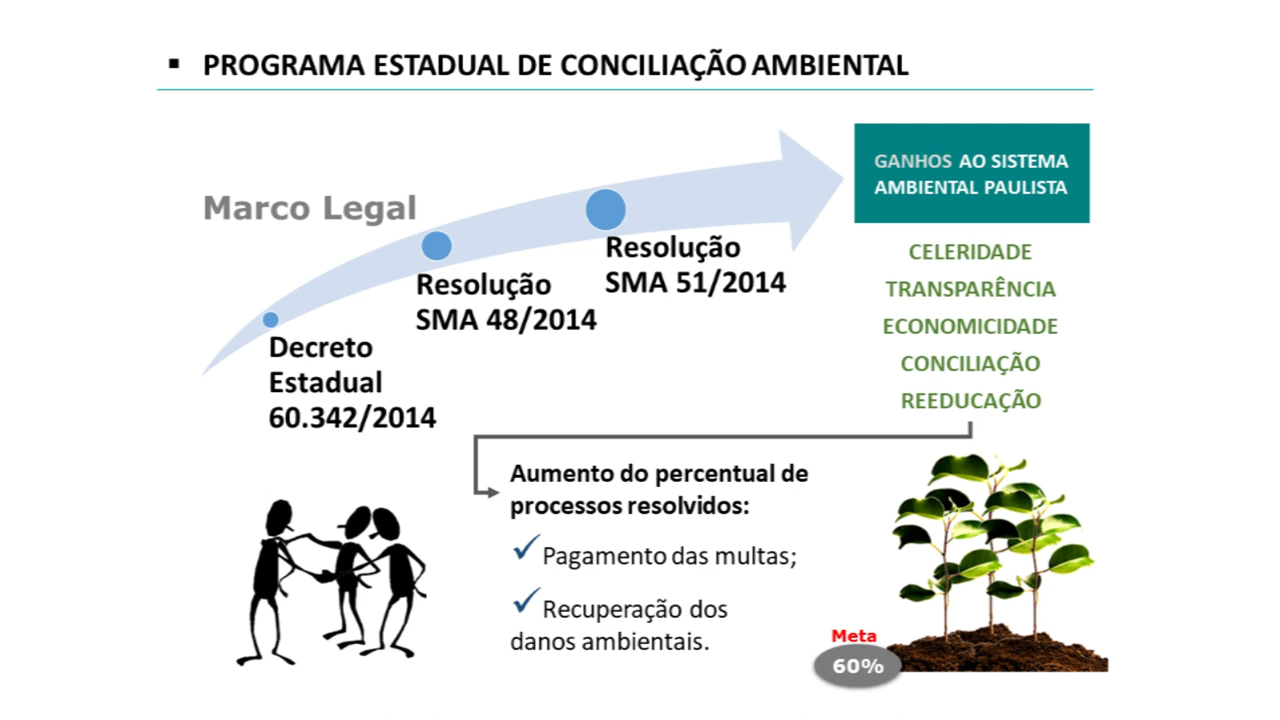 PROGRAMA ESTADUAL DE CONCILIAÇÃO AMBIENTAL
Marco Legal
Decreto
Estadual
60.342/2014
Resolução
SMA 48/2014
Resolução
SMA 51/2014
GANHOS AO SISTEMA
AMBIENTAL PAULISTA
CELERIDADE
TRANSPARÊNCIA
ECONOMICIDADE
CONCILIAÇÃO
REEDUCAÇÃO
Aumento do percentual de
processos resolvidos:
Pagamento das multas;
Recuperação dos
danos ambientais.
Meta
60%